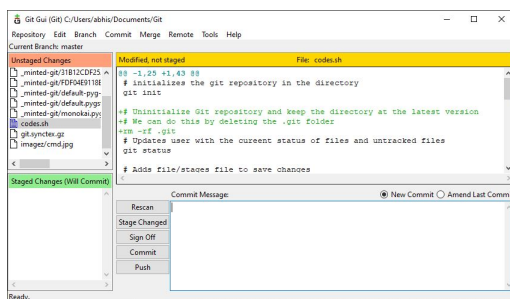 Git Gui (Git) C:/Users/abhis/Documents/Git
Repository Edit Branch Commit Merge Remote Tools Help
Current Branch: master
Unstaged Changes
_minted-git/31B12CDF25
_minted-git/FDF04E9118E
_minted-git/default-pyg-
_minted-git/default.pygs
_minted-git/monokai.pyg
codes.sh
git.synctex.gz
imagez/cmd.jpg
Staged Changes (Will Commit)
Modified, not staged File: codes.sh
@@ -1,25 +1,43 @@
# initializes the git repository in the directory
git init
+# Uninitialize Git repository and keep the directory at the latest version
+# We can do this by deleting the .git folder
+rm -rf .git
# Updates user with the cureent status of files and untracked files
git status
# Adds file/stages file to save changes
Commit Message: New Commit Amend Last Comm
Rescan
Stage Changed
Sign Off
Commit
Push
Ready.